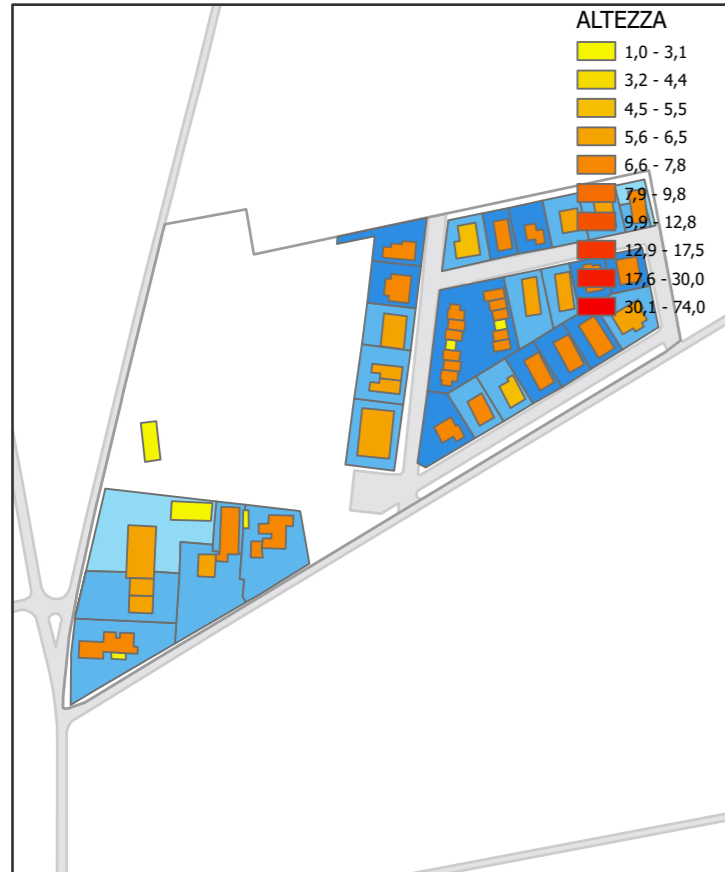 ALTEZZA
1,0 - 3,1
3,2 - 4,4
4,5 - 5,5
5,6 - 6,5
6,6 - 7,8
7,9 - 9,8
9,9 - 12,8
12,9 - 17,5
17,6 - 30,0
30,1 - 74,0